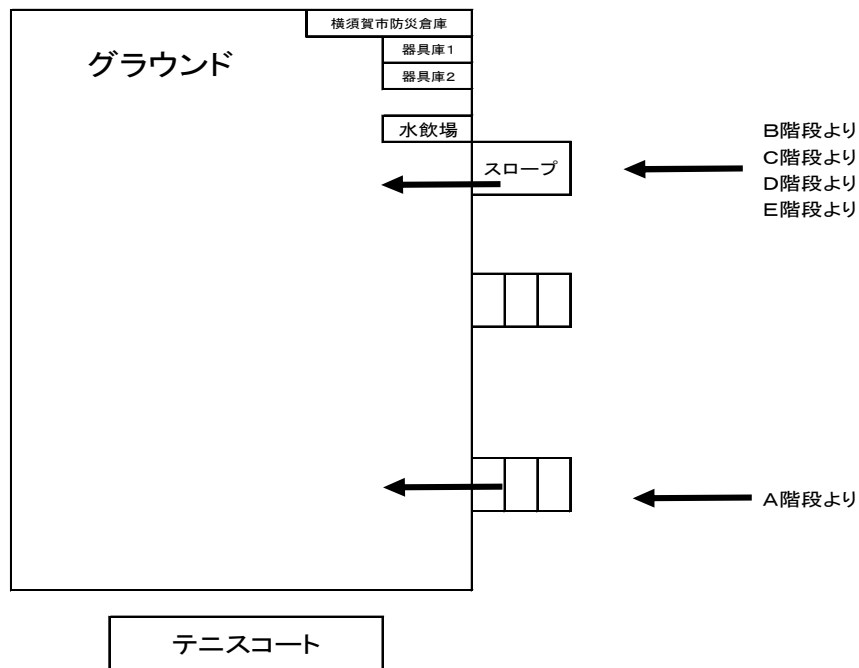 横須賀市防災倉庫
器具庫1
グラウンド
器具庫2
水飲場
スロープ
B階段より
C階段より
D階段より
E階段より
A階段より
テニスコート